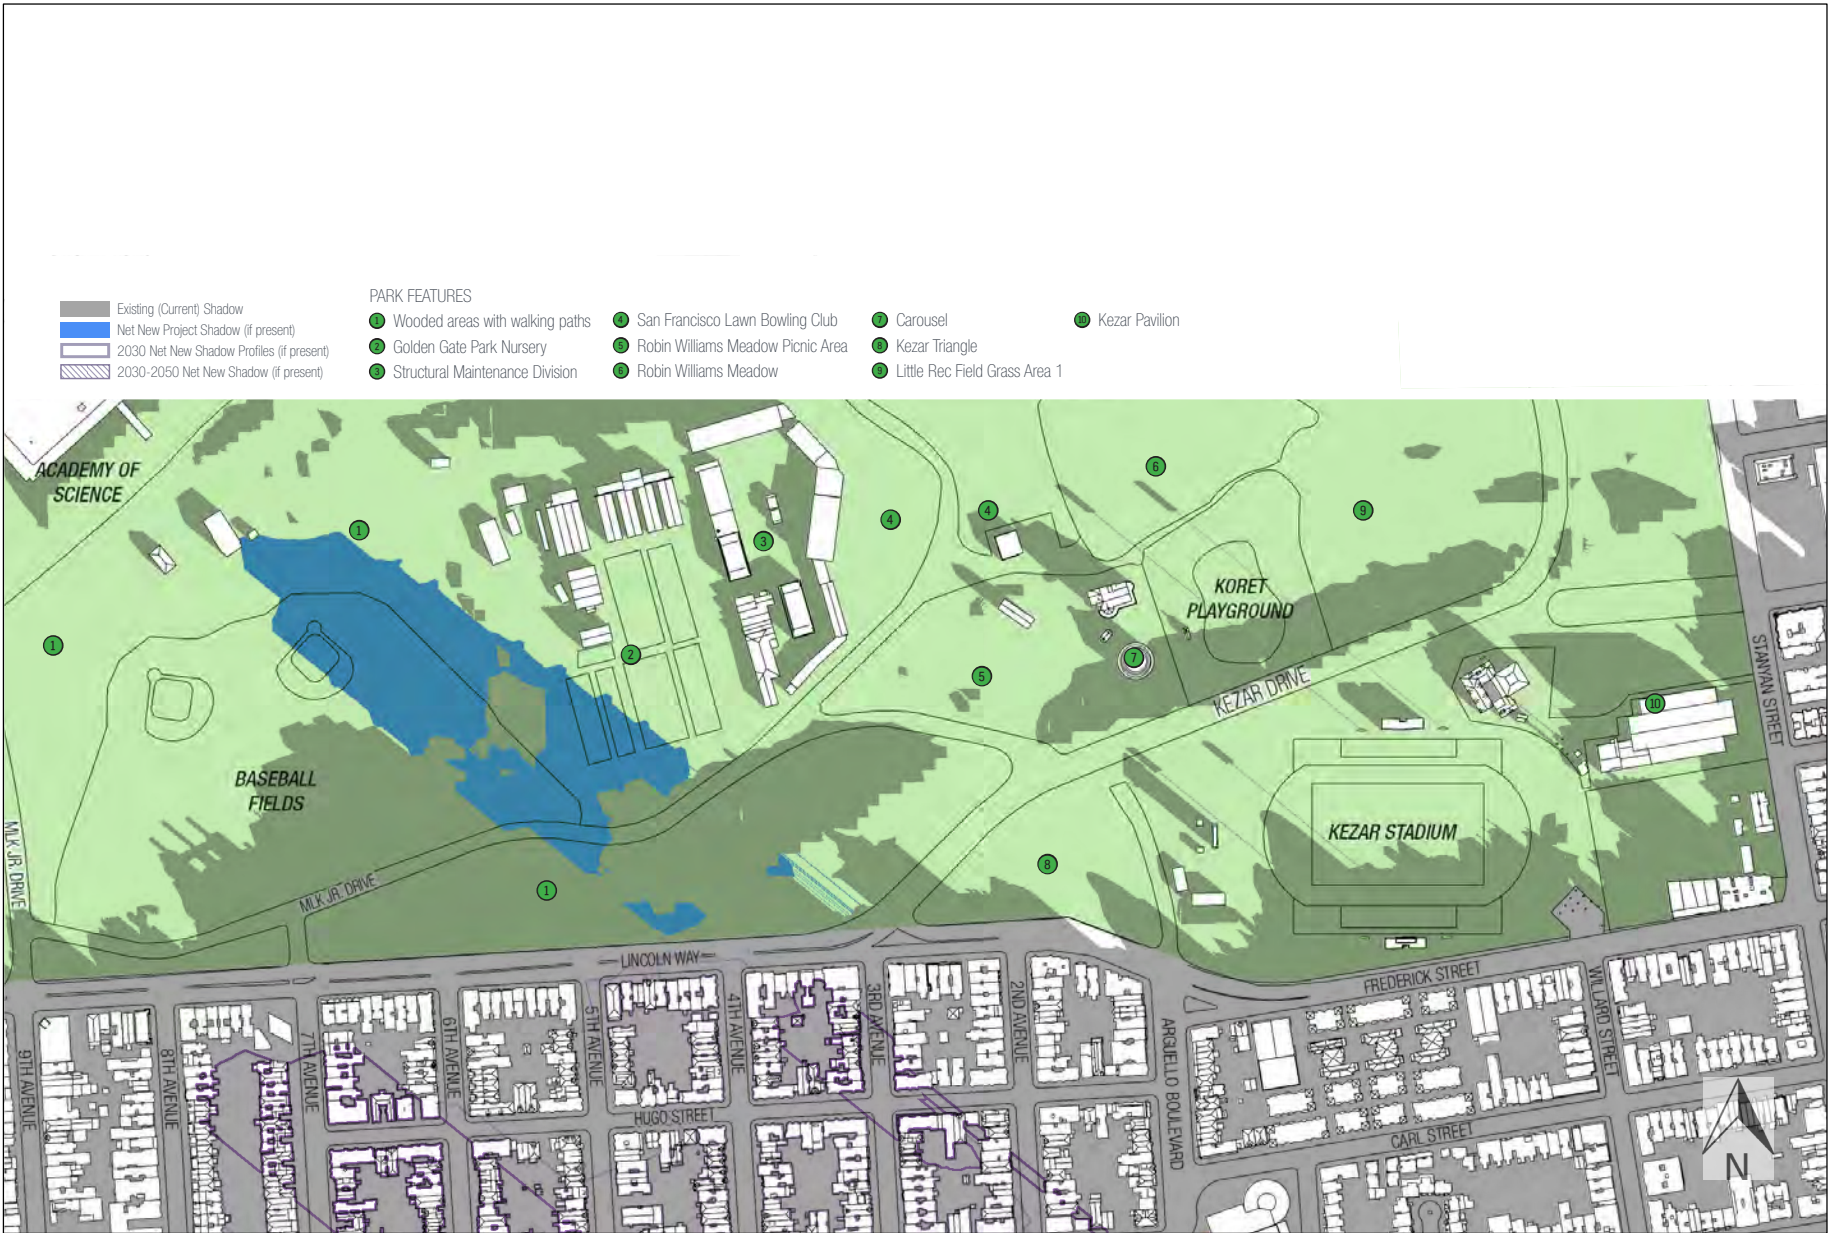 Existing (Current) Shadow
Net New Project Shadow (if present)
2030 Net New Shadow Profiles (if present)
2030-2050 Net New Shadow (if present)
PARK FEATURES
1 Wooded areas with walking paths
2 Golden Gate Park Nursery
3 Structural Maintenance Division
4 San Francisco Lawn Bowling Club
5 Robin Williams Meadow Picnic Area
6 Robin Williams Meadow
7 Carousel
8 Kezar Triangle
9 Little Rec Field Grass Area 1
10 Kezar Pavilion
ACADEMY OF
SCIENCE
1
4
4
6
9
3
KORET
PLAYGROUND
1
2
7
5
KEZAR DRIVE
10
STANYAN STREET
BASEBALL
FIELDS
KEZAR STADIUM
MLK JR. DRIVE
MLK JR. DRIVE
1
8
LINCOLN WAY
FREDERICK STREET
9TH AVENUE
8TH AVENUE
7TH AVENUE
6TH AVENUE
5TH AVENUE
4TH AVENUE
3RD AVENUE
2ND AVENUE
ARGUELLO BOULEVARD
WILLARD STREET
HUGO STREET
CARL STREET
N